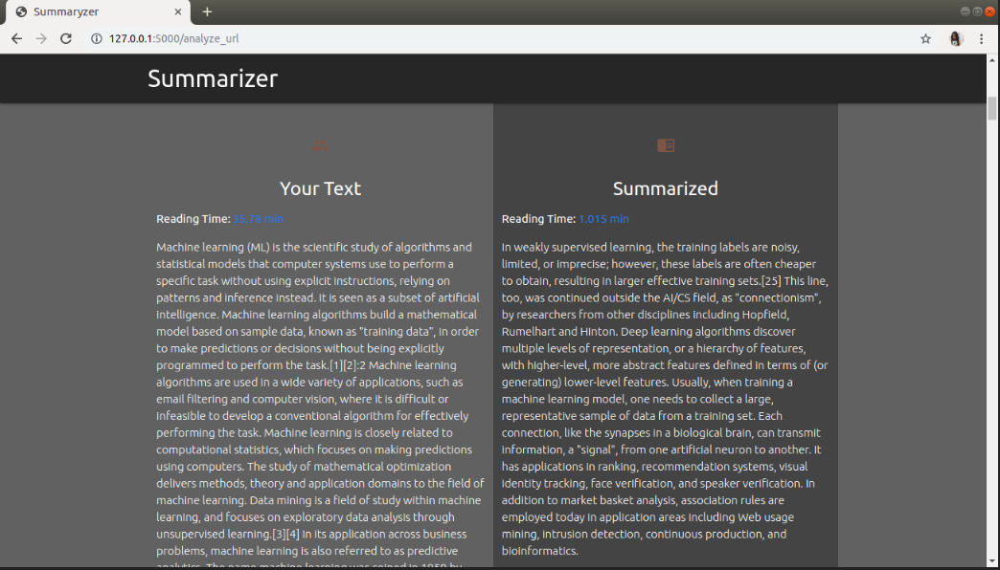 Summaryzer
127.0.0.1:5000/analyze_url
Summarizer
Your Text
Reading Time: 35.78 min
Machine learning (ML) is the scientific study of algorithms and
statistical models that computer systems use to perform a
specific task without using explicit instructions, relying on
patterns and inference instead. It is seen as a subset of artificial
intelligence. Machine learning algorithms build a mathematical
model based on sample data, known as "training data", in order
to make predictions or decisions without being explicitly
programmed to perform the task.[1][2]:2 Machine learning
algorithms are used in a wide variety of applications, such as
email filtering and computer vision, where it is difficult or
infeasible to develop a conventional algorithm for effectively
performing the task. Machine learning is closely related to
computational statistics, which focuses on making predictions
using computers. The study of mathematical optimization
delivers methods, theory and application domains to the field of
machine learning. Data mining is a field of study within machine
learning, and focuses on exploratory data analysis through
unsupervised learning.[3][4] In its application across business
problems, machine learning is also referred to as predictive
analytics. The name machine learning was coined in 1959 by
Summarized
Reading Time: 1.015 min
In weakly supervised learning, the training labels are noisy,
limited, or imprecise; however, these labels are often cheaper
to obtain, resulting in larger effective training sets.[25] This line,
too, was continued outside the AI/CS field, as "connectionism",
by researchers from other disciplines including Hopfield,
Rumelhart and Hinton. Deep learning algorithms discover
multiple levels of representation, or a hierarchy of features,
with higher-level, more abstract features defined in terms of (or
generating) lower-level features. Usually, when training a
machine learning model, one needs to collect a large,
representative sample of data from a training set. Each
connection, like the synapses in a biological brain, can transmit
information, a "signal", from one artificial neuron to another. It
has applications in ranking, recommendation systems, visual
identity tracking, face verification, and speaker verification. In
addition to market basket analysis, association rules are
employed today in application areas including Web usage
mining, intrusion detection, continuous production, and
bioinformatics.